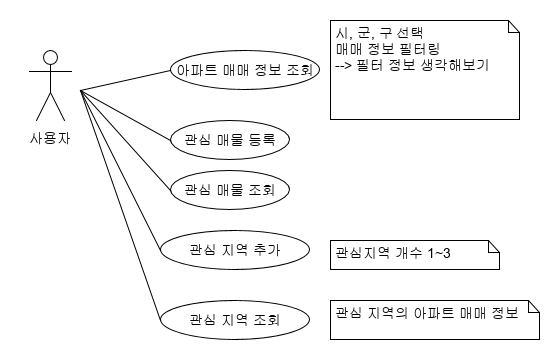 시, 군, 구 선택
매매 정보 필터링
--> 필터 정보 생각해보기
아파트 매매 정보 조회
사용자
관심 매물 등록
관심 매물 조회
관심 지역 추가
관심지역 개수 1~3
관심 지역 조회
관심 지역의 아파트 매매 정보